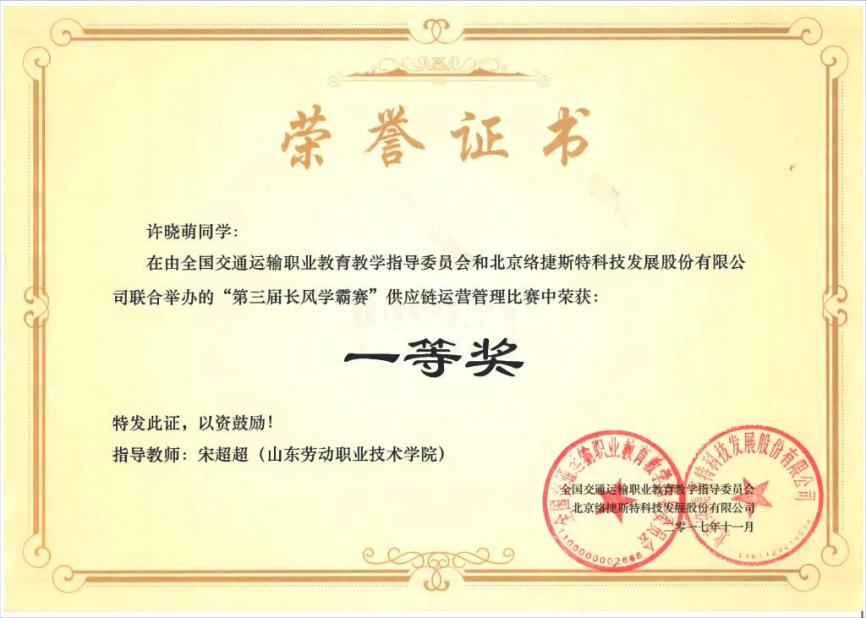 荣誉证书
许晓萌同学：
在由全国交通运输职业教育教学指导委员会和北京络捷斯特科技发展股份有限公
司联合举办的“第三届长风学霸赛”供应链运营管理比赛中荣获：
一等奖
特发此证，以资鼓励！
指导教师：宋超超（山东劳动职业技术学院）
全国交通运输职业教育教学指导委员会
北京络捷斯特科技发展股份有限公司
二零一七年十一月
全国交通运输职业教育教学指导委员会
1100000002668
北京络捷斯特科技发展股份有限公司